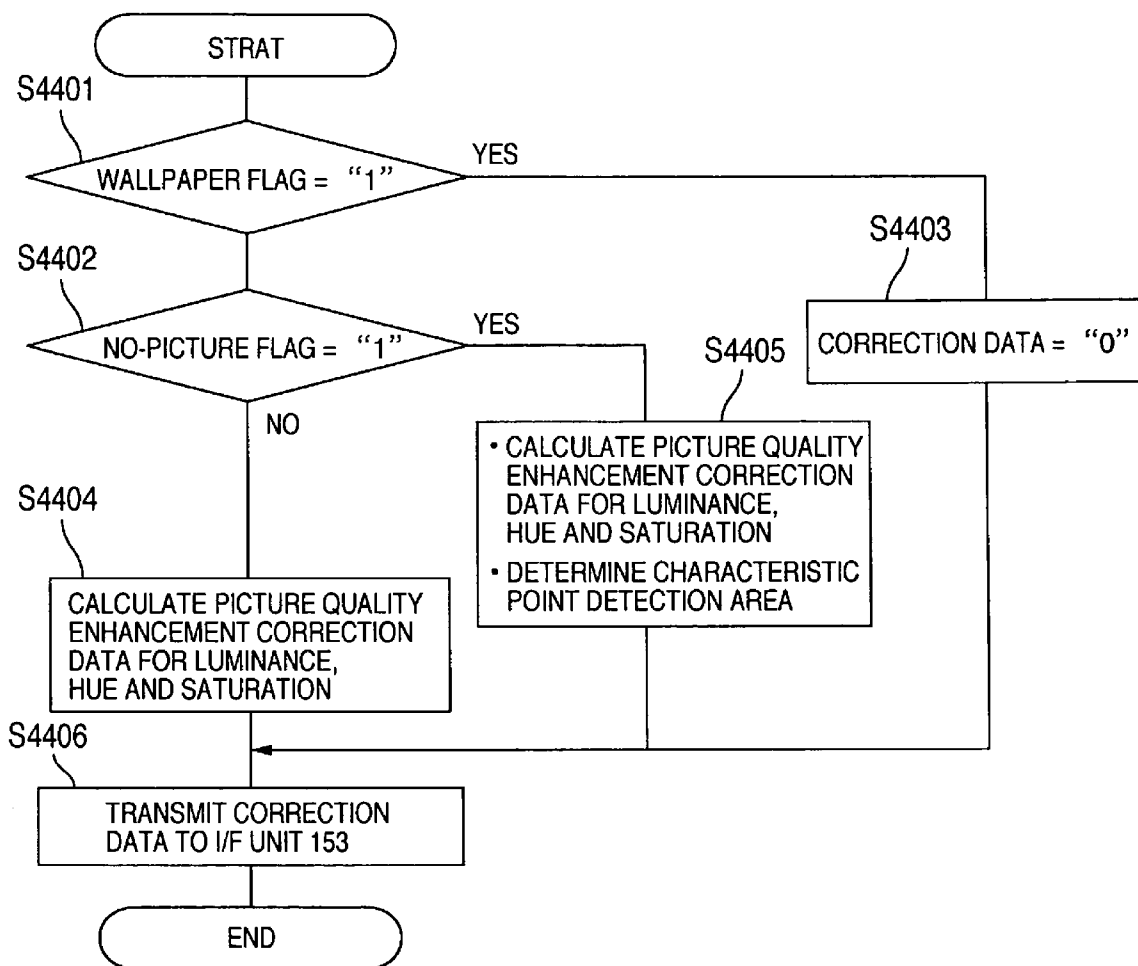 STRAT
S4401
WALLPAPER FLAG = “1”
YES
S4402
NO-PICTURE FLAG = “1”
YES
NO
S4403
CORRECTION DATA = “0”
S4405
• CALCULATE PICTURE QUALITY
ENHANCEMENT CORRECTION
DATA FOR LUMINANCE,
HUE AND SATURATION
• DETERMINE CHARACTERISTIC
POINT DETECTION AREA
S4404
CALCULATE PICTURE QUALITY
ENHANCEMENT CORRECTION
DATA FOR LUMINANCE,
HUE AND SATURATION
S4406
TRANSMIT CORRECTION
DATA TO I/F UNIT 153
END